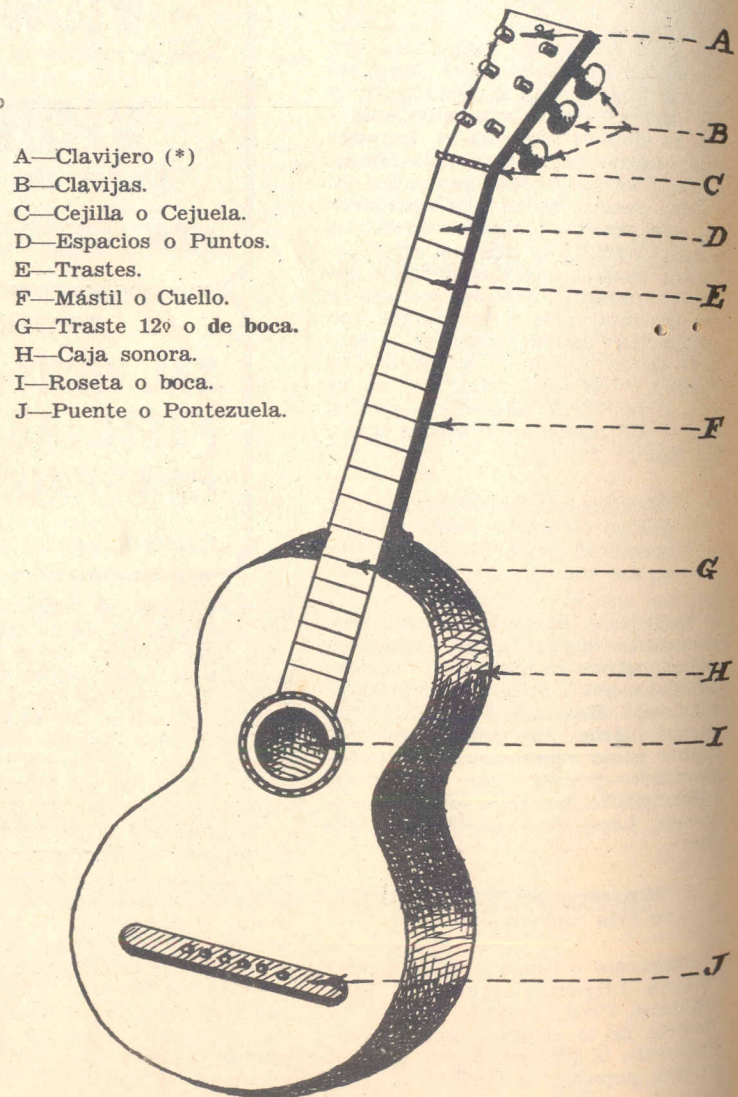 A—Clavijero (*)
B—Clavijas.
C—Cejilla o Cejuela.
D—Espacios o Puntos.
E—Trastes.
F—Mástil o Cuello.
G—Traste 12º o de boca.
H—Caja sonora.
I—Roseta o boca.
J—Puente o Pontezuela.
A
B
C
D
E
F
G
H
I
J